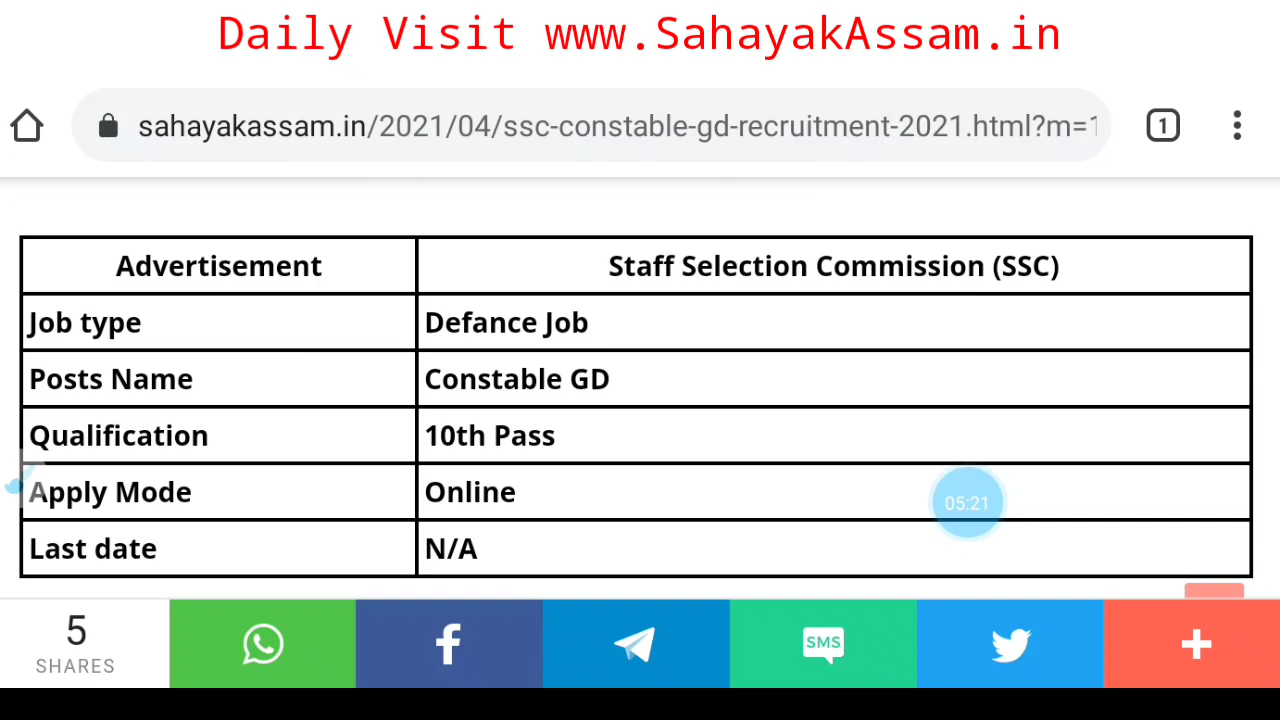 Daily Visit www.SahayakAssam.in
sahayakassam.in/2021/04/ssc-constable-gd-recruitment-2021.html?m=1
1
Advertisement Staff Selection Commission (SSC)
Job type Defance Job
Posts Name Constable GD
Qualification 10th Pass
Apply Mode Online
05:21
Last date N/A
5
SHARES
SMS